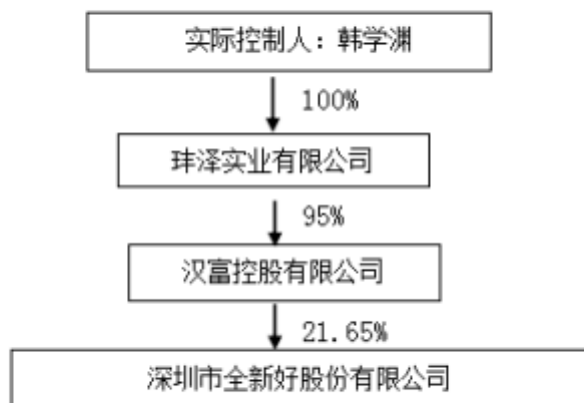 实际控制人：韩学渊
100%
玤泽实业有限公司
95%
汉富控股有限公司
21.65%
深圳市全新好股份有限公司